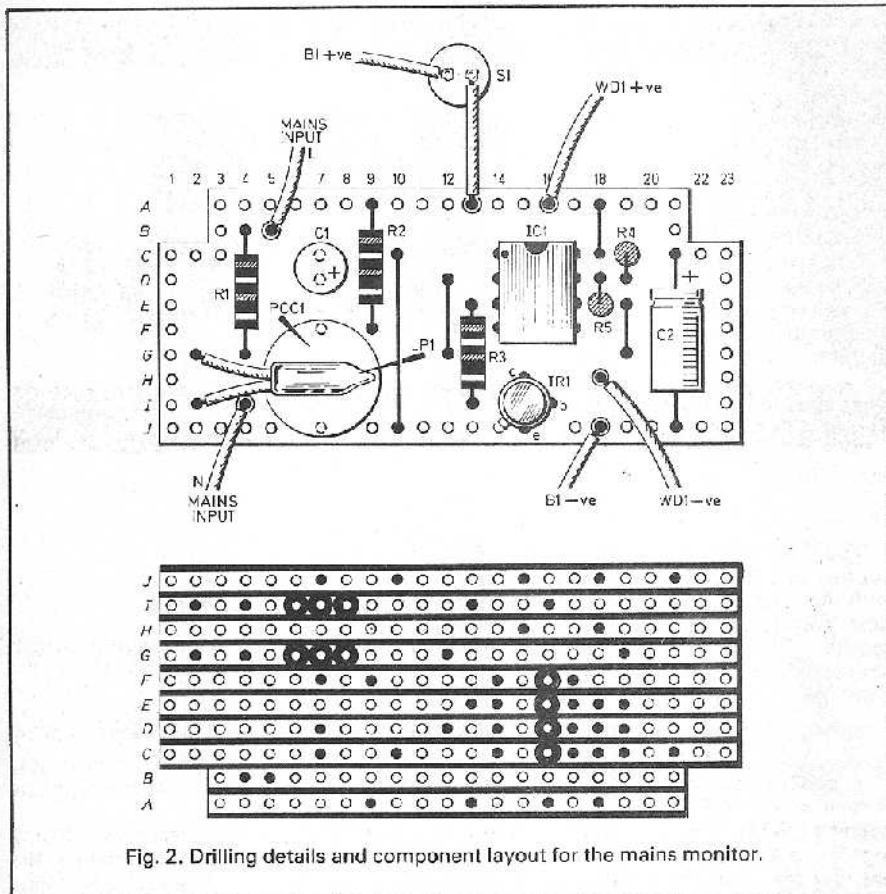 B1 +ve
S1
WD1 +ve
MAINS
INPUT
L
1 2 3 4 5 7 8 9 10 12 14 16 18 20 22 23
A
B
C
D
E
F
G
H
I
J
C1
+
R2
IC1
R4
R1
PCC1
R5
+
C2
LP1
R3
c
TR1
b
e
N
MAINS
INPUT
B1 –ve
WD1 –ve
J
I
H
G
F
E
D
C
B
A
Fig. 2. Drilling details and component layout for the mains monitor.